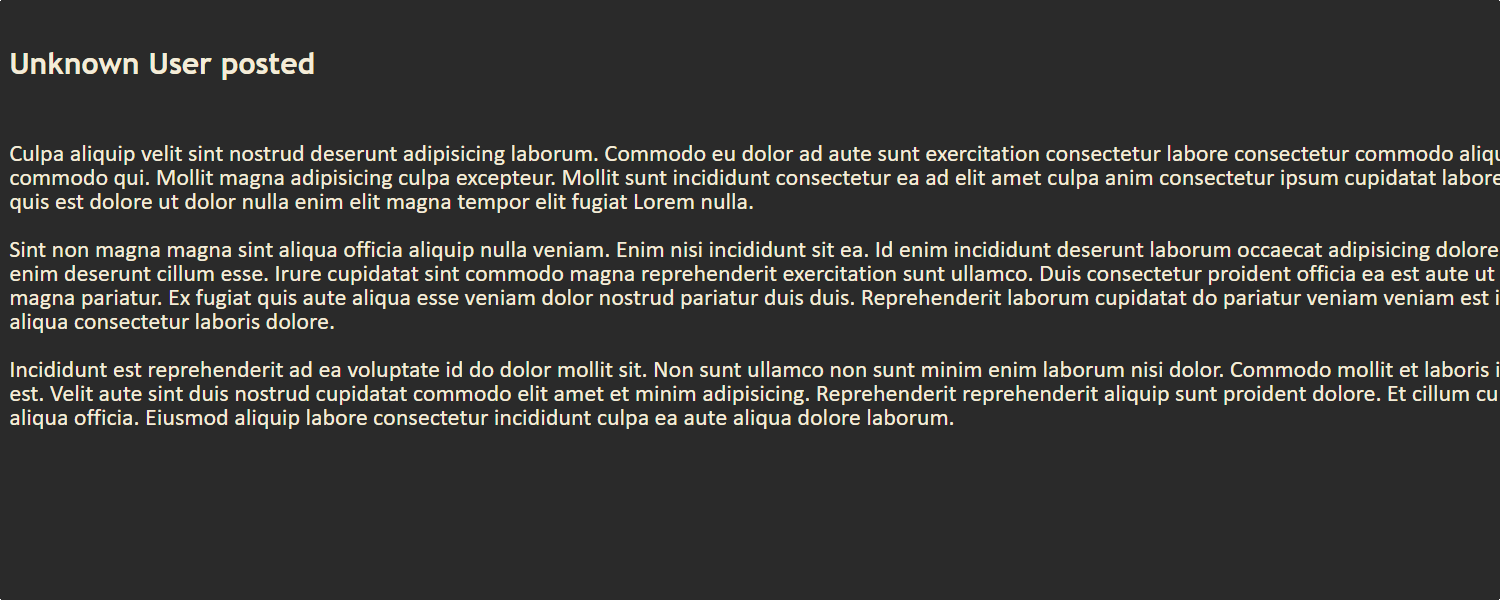 Unknown User posted
Culpa aliquip velit sint nostrud deserunt adipisicing laborum. Commodo eu dolor ad aute sunt exercitation consectetur labore consectetur commodo
commodo qui. Mollit magna adipisicing culpa excepteur. Mollit sunt incididunt consectetur ea ad elit amet culpa anim consectetur ipsum cupidatat labore
quis est dolore ut dolor nulla enim elit magna tempor elit fugiat Lorem nulla.
Sint non magna magna sint aliqua officia aliquip nulla veniam. Enim nisi incididunt sit ea. Id enim incididunt deserunt laborum occaecat adipisicing dolore
enim deserunt cillum esse. Irure cupidatat sint commodo magna reprehenderit exercitation sunt ullamco. Duis consectetur proident officia ea est aute ut
magna pariatur. Ex fugiat quis aute aliqua esse veniam dolor nostrud pariatur duis duis. Reprehenderit laborum cupidatat do pariatur veniam veniam est
aliqua consectetur laboris dolore.
Incididunt est reprehenderit ad ea voluptate id do dolor mollit sit. Non sunt ullamco non sunt minim enim laborum nisi dolor. Commodo mollit et laboris
est. Velit aute sint duis nostrud cupidatat commodo elit amet et minim adipisicing. Reprehenderit reprehenderit aliquip sunt proident dolore. Et cillum
aliqua officia. Eiusmod aliquip labore consectetur incididunt culpa ea aute aliqua dolore laborum.